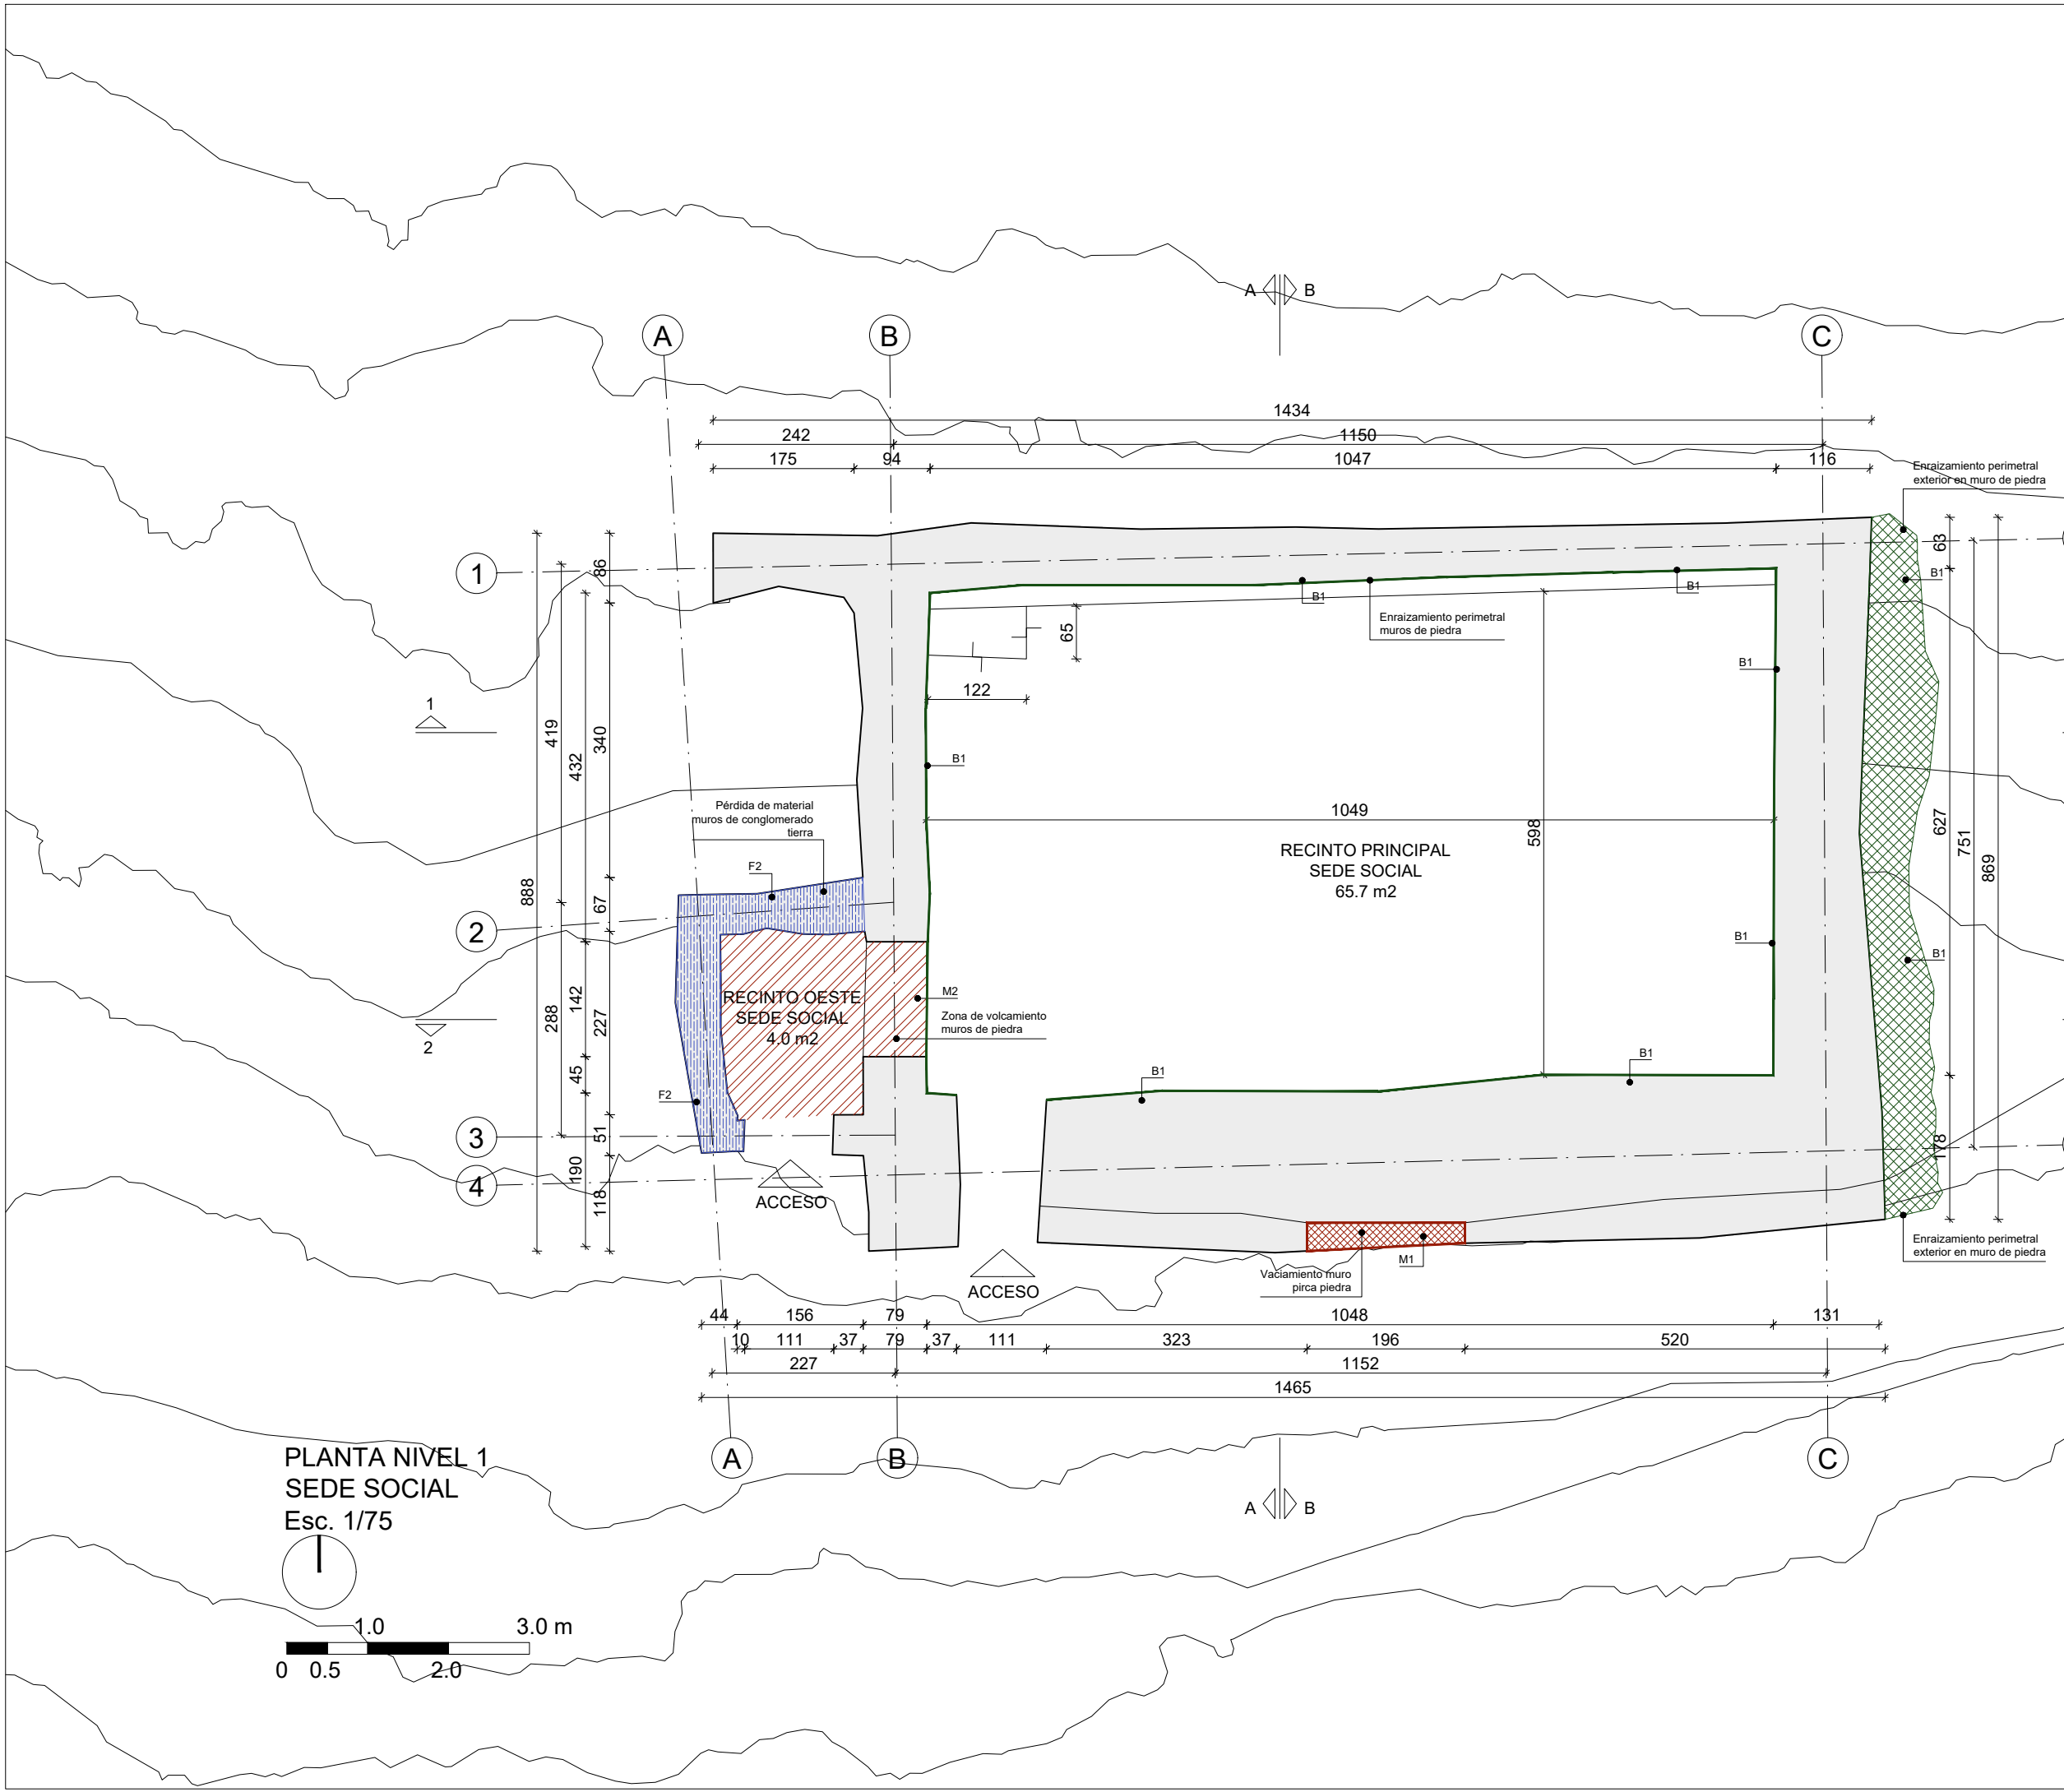 A
B
A
B
C
1434
242
1150
175
94
1047
116
Enraizamiento perimetral
exterior en muro de piedra
1
86
63
B1
B1
B1
Enraizamiento perimetral
muros de piedra
65
B1
122
1
419
340
432
B1
1049
598
627
751
869
Pérdida de material
muros de conglomerado
tierra
RECINTO PRINCIPAL
SEDE SOCIAL
65.7 m2
F2
888
67
2
B1
B1
RECINTO OESTE
SEDE SOCIAL
4.0 m2
M2
Zona de volcamiento
muros de piedra
2
288
142
227
45
B1
B1
F2
3
51
178
4
190
118
ACCESO
ACCESO
Vaciamiento muro
pirca piedra
M1
Enraizamiento perimetral
exterior en muro de piedra
44
156
79
1048
131
10
111
37
79
37
111
323
196
520
227
1152
1465
A
B
C
PLANTA NIVEL 1
SEDE SOCIAL
Esc. 1/75
A
B
1.0
3.0 m
0
0.5
2.0